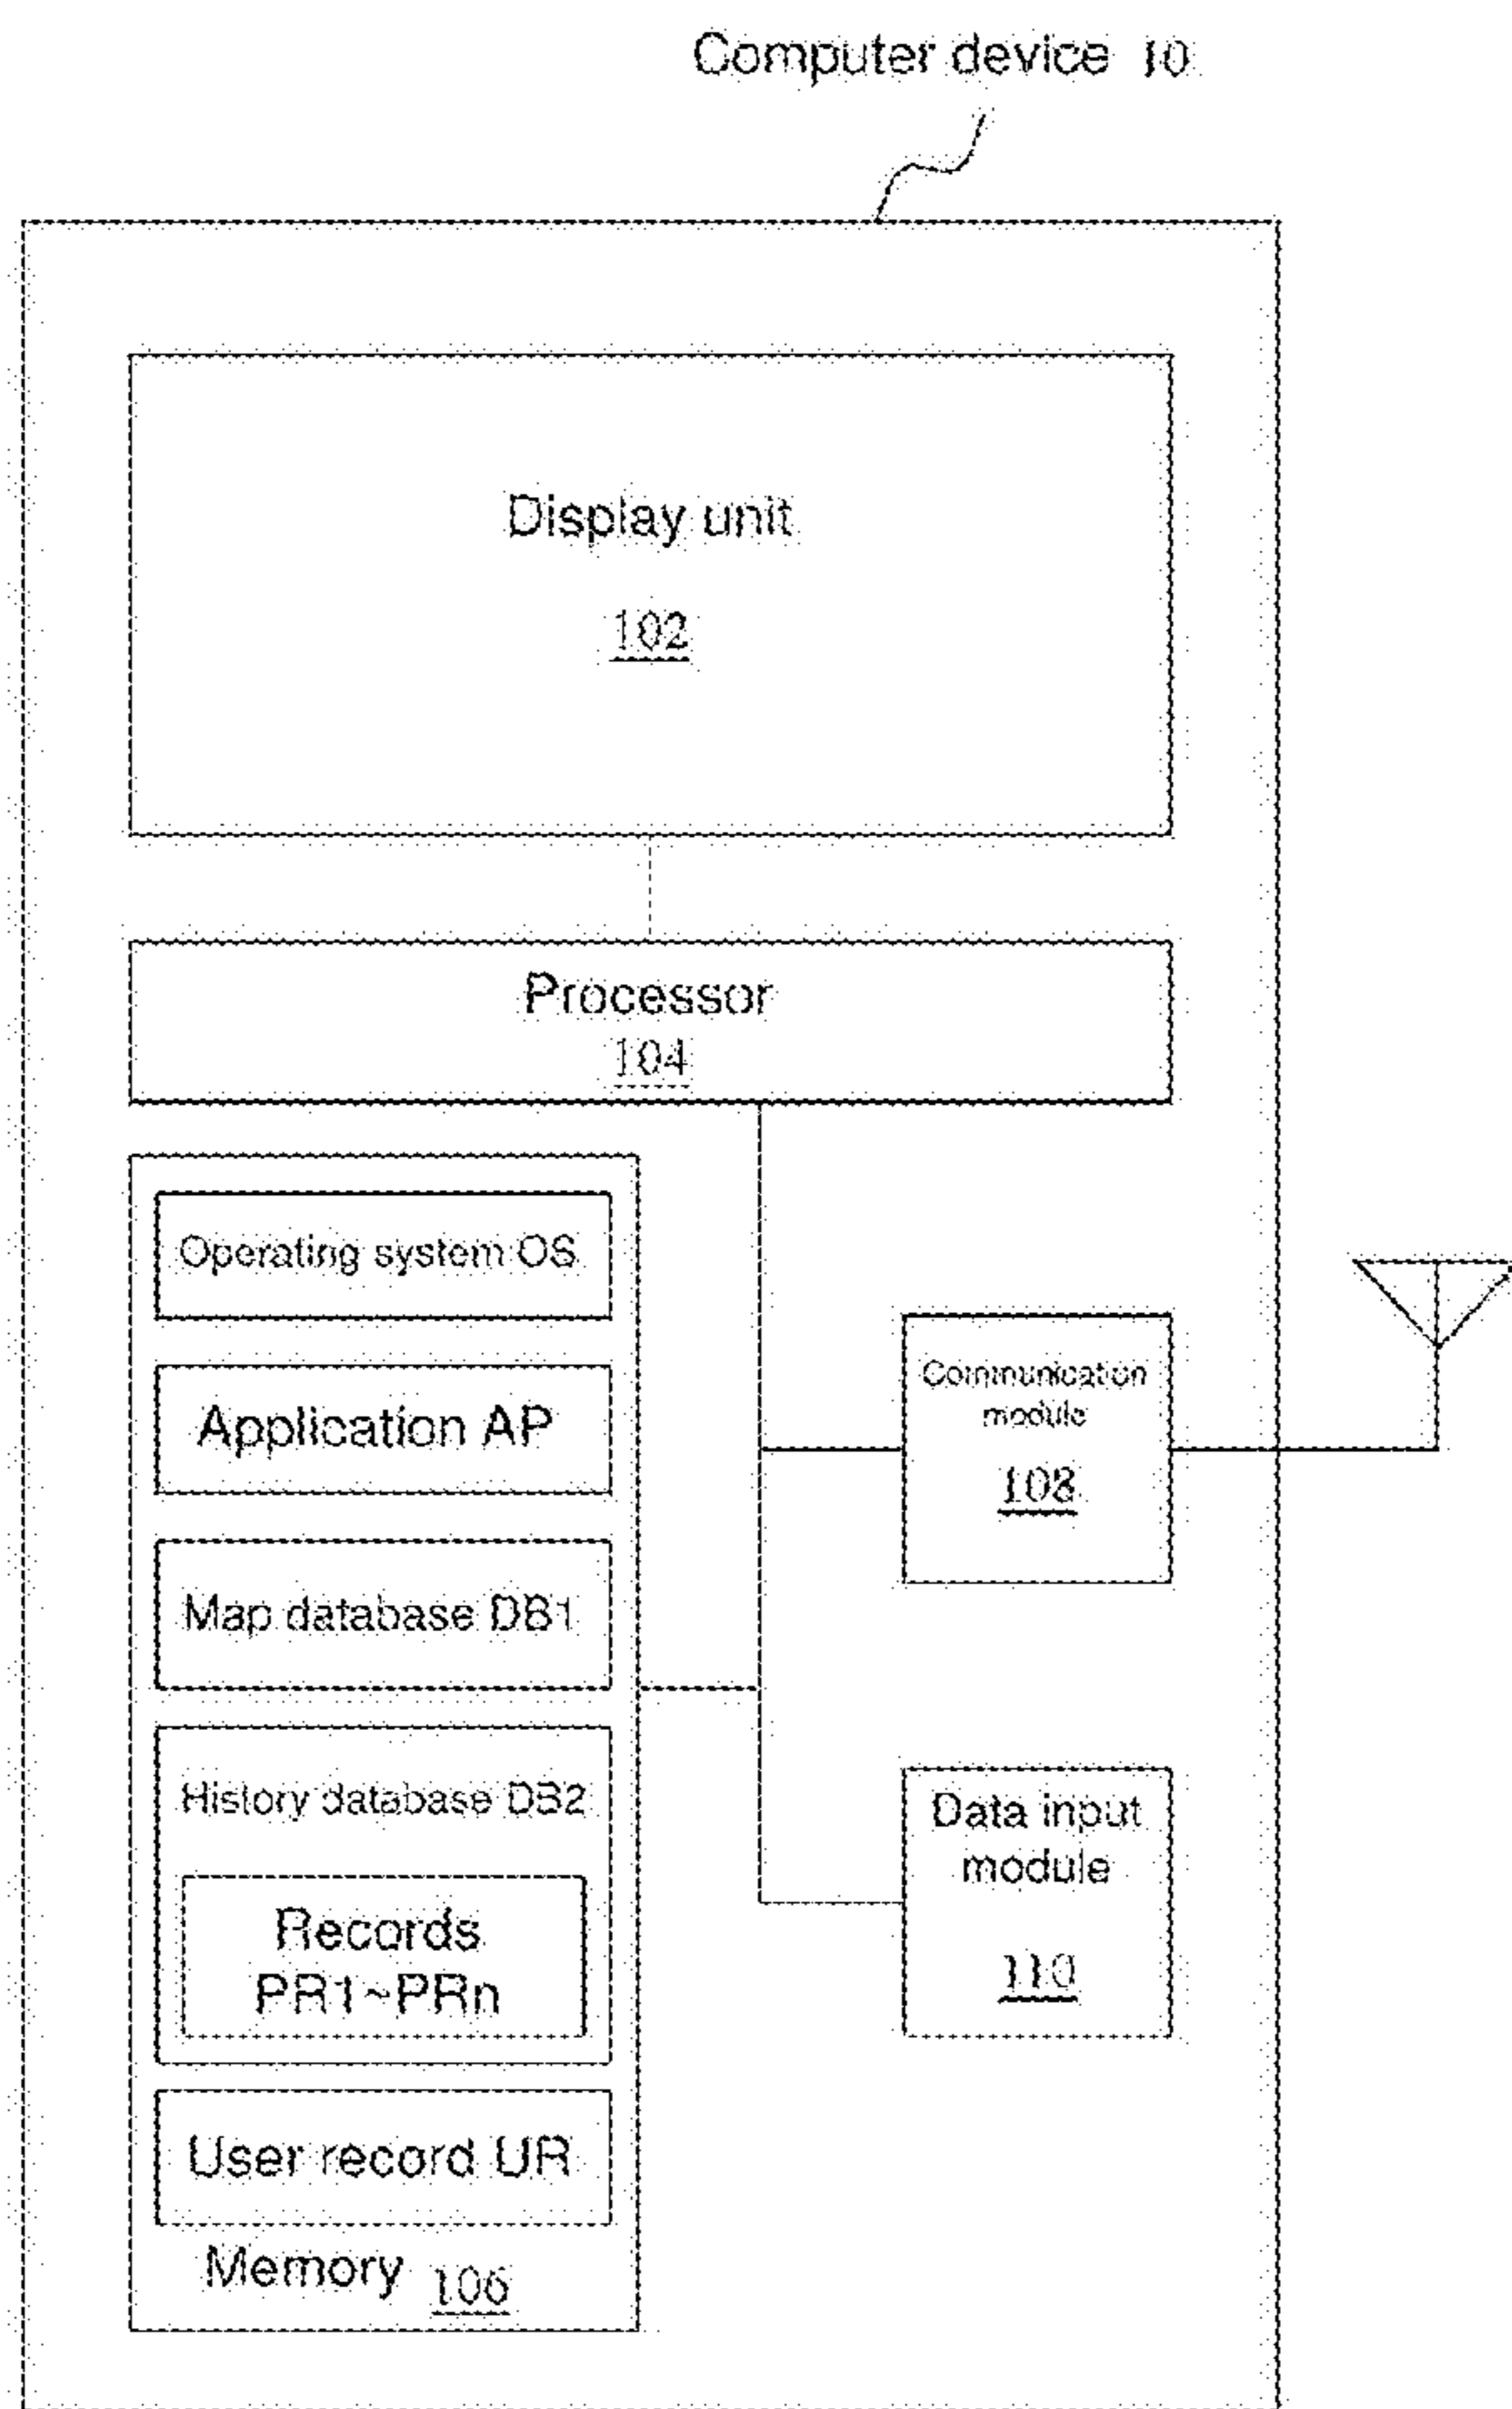 Computer device 10
Display unit
102
Processor
104
Operating system OS
Application AP
Map database DB1
History database DB2
Records
PR1~PRn
User record UR
Memory 106
Communication
module
108
Data input
module
110